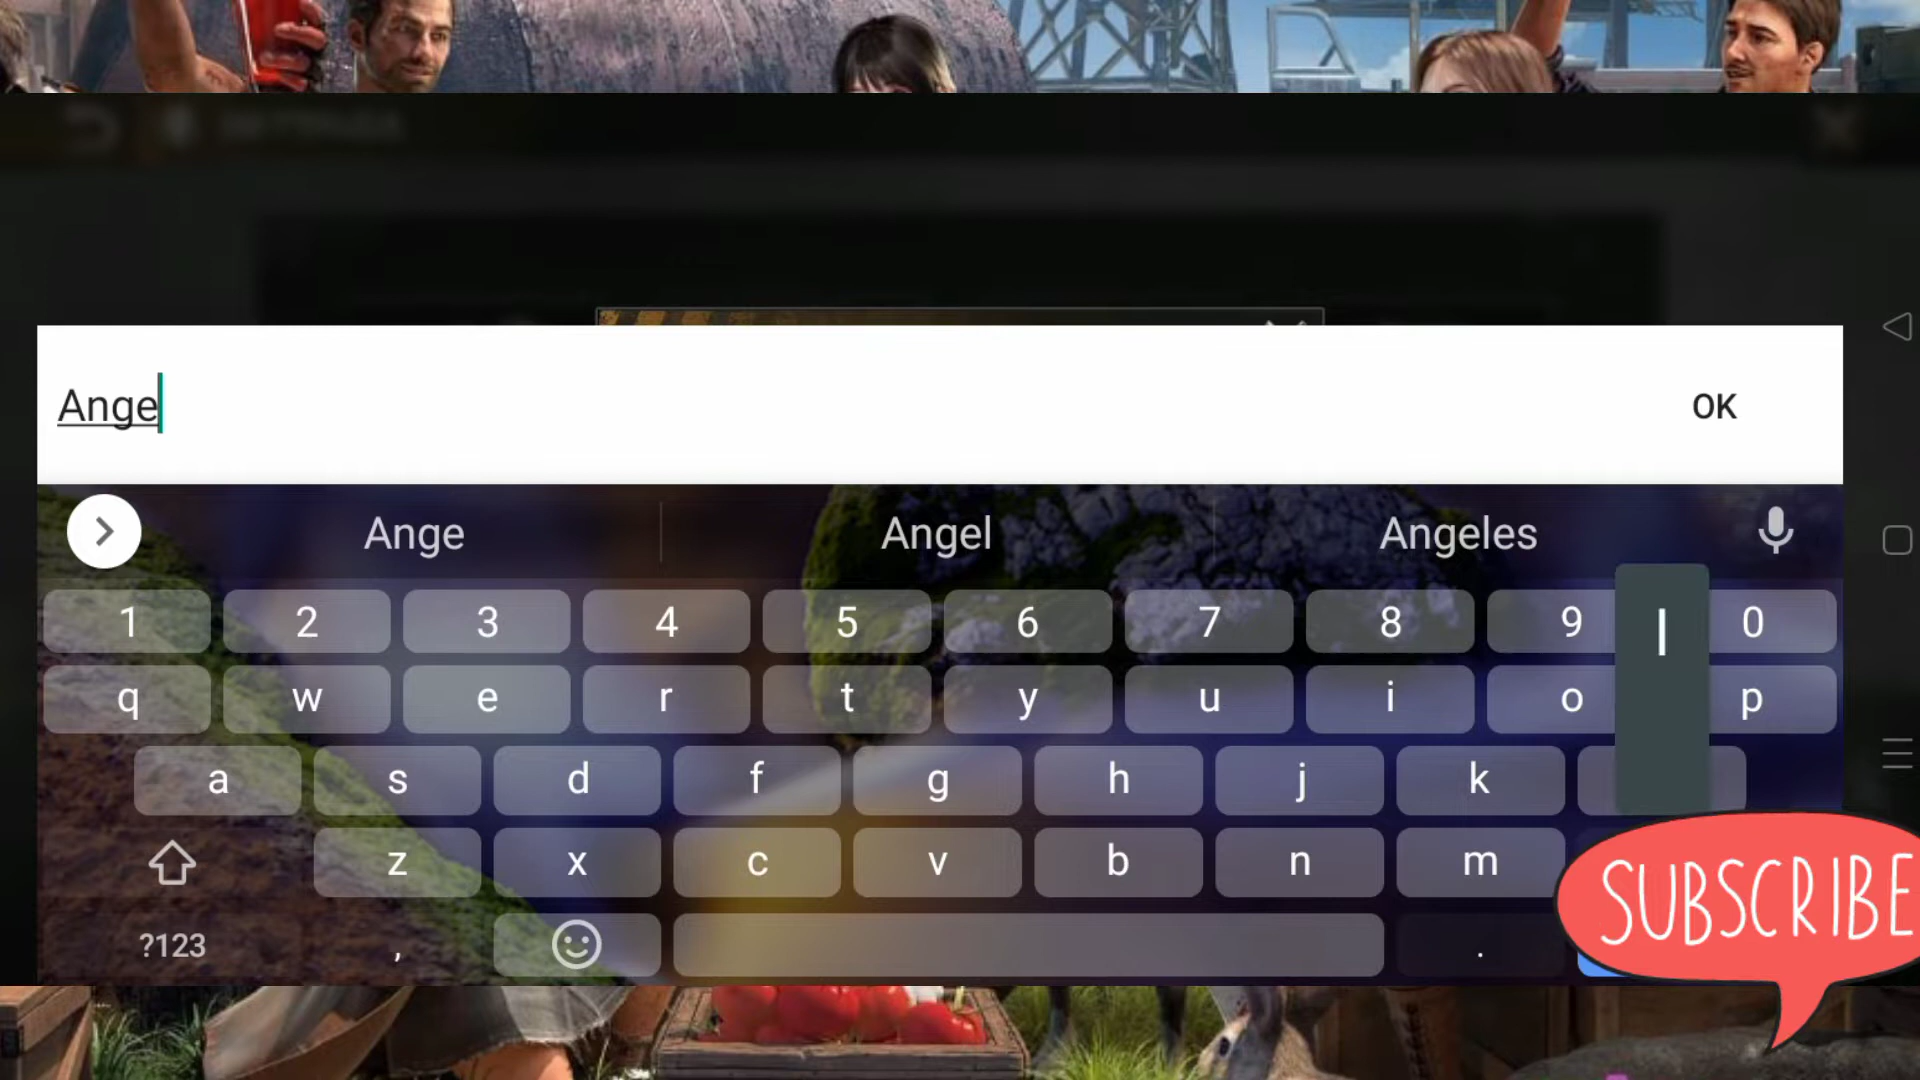 Ange
OK
Ange Angel Angeles
1 2 3 4 5 6 7 8 9 0
q w e r t y u i o p
l
a s d f g h j k
z x c v b n m
?123 , .
SUBSCRIBE